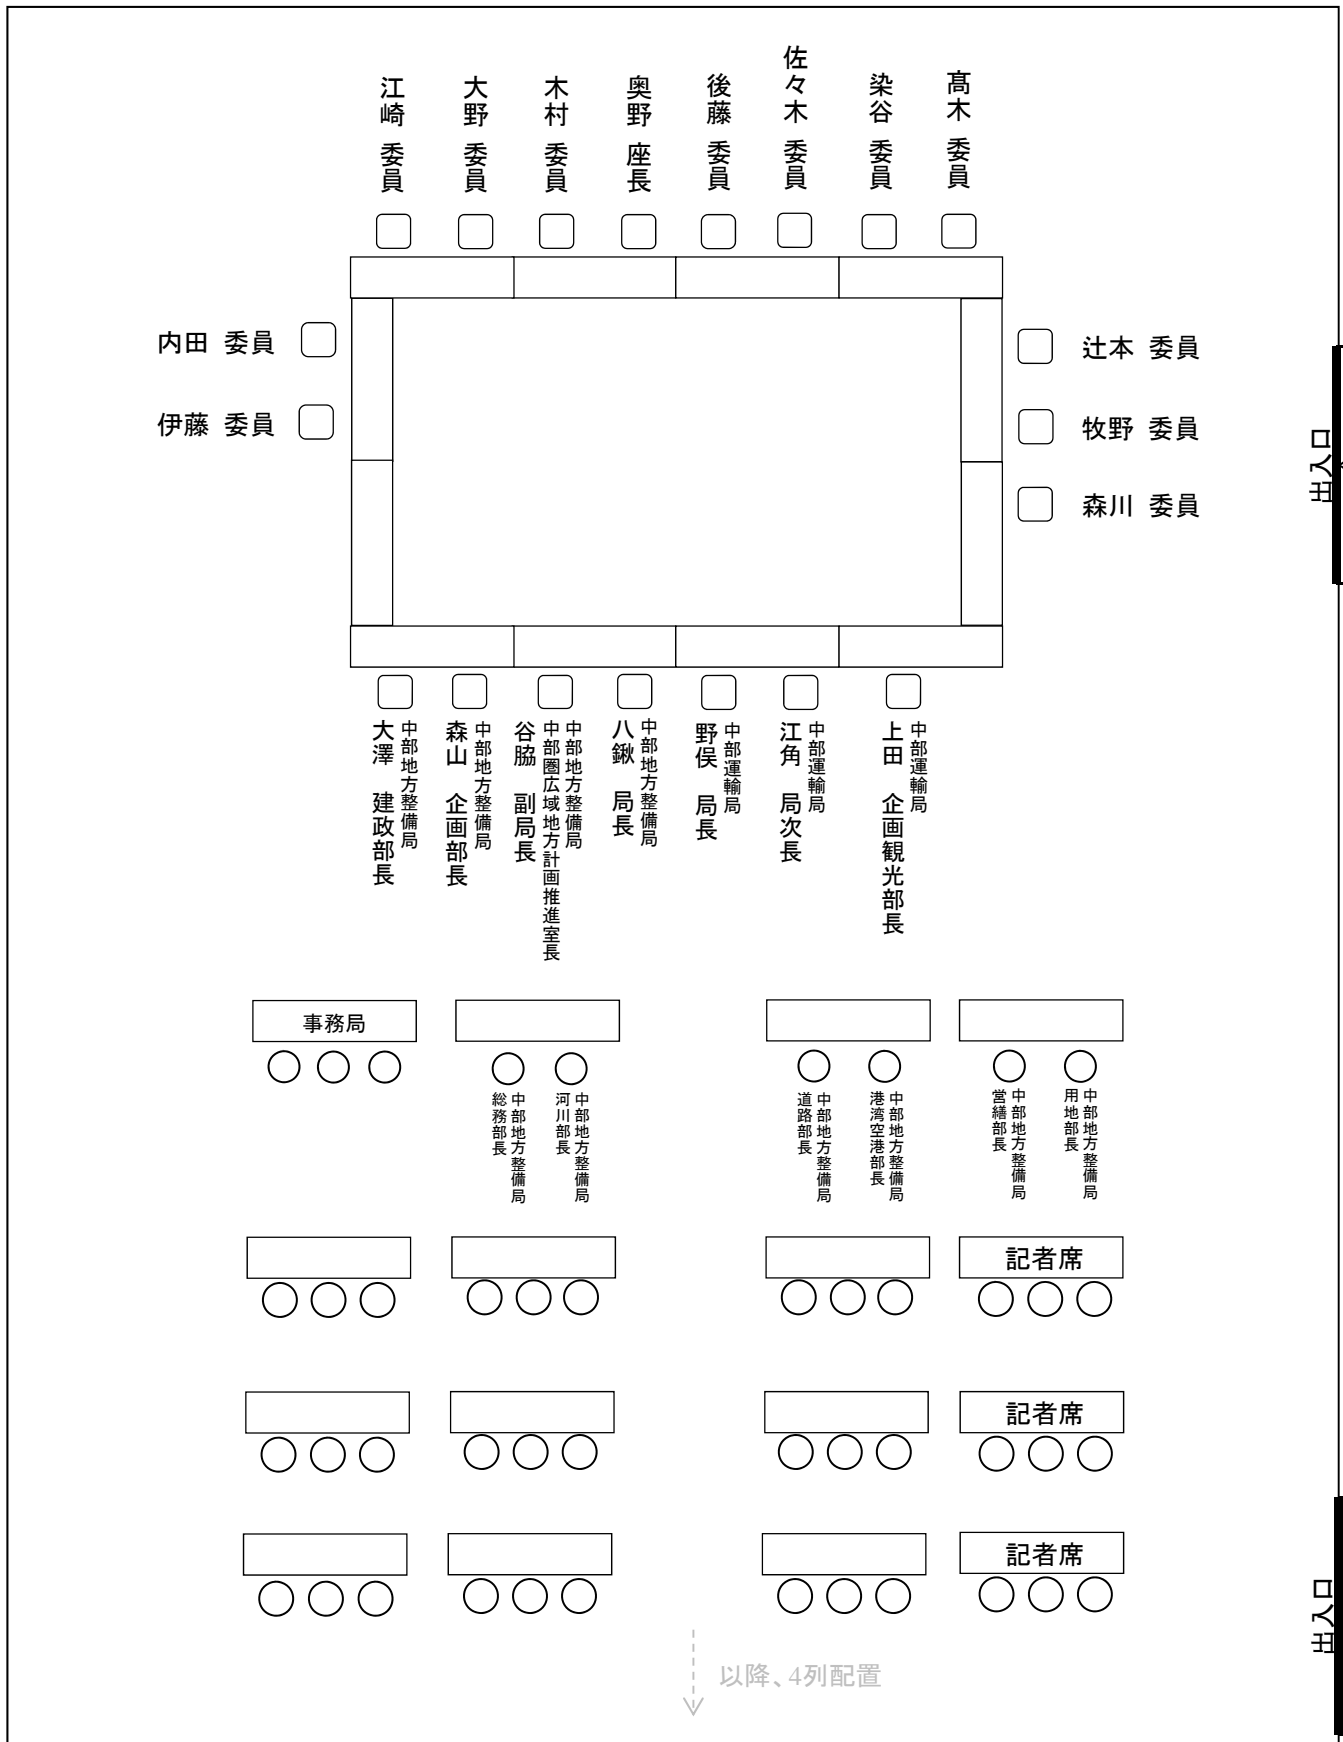 江崎 委員
大野 委員
木村 委員
奥野 座長
後藤 委員
佐々木 委員
染谷 委員
髙木 委員
内田 委員
伊藤 委員
辻本 委員
牧野 委員
森川 委員
出入口
中部地方整備局
大澤 建政部長
中部地方整備局
森山 企画部長
中部地方整備局
中部圏広域地方計画推進室長
谷脇 副局長
中部地方整備局
八鍬 局長
中部運輸局
野俣 局長
中部運輸局
江角 局次長
中部運輸局
上田 企画観光部長
事務局
中部地方整備局
総務部長
中部地方整備局
河川部長
中部地方整備局
道路部長
中部地方整備局
港湾空港部長
中部地方整備局
営繕部長
中部地方整備局
用地部長
記者席
記者席
記者席
出入口
以降、4列配置